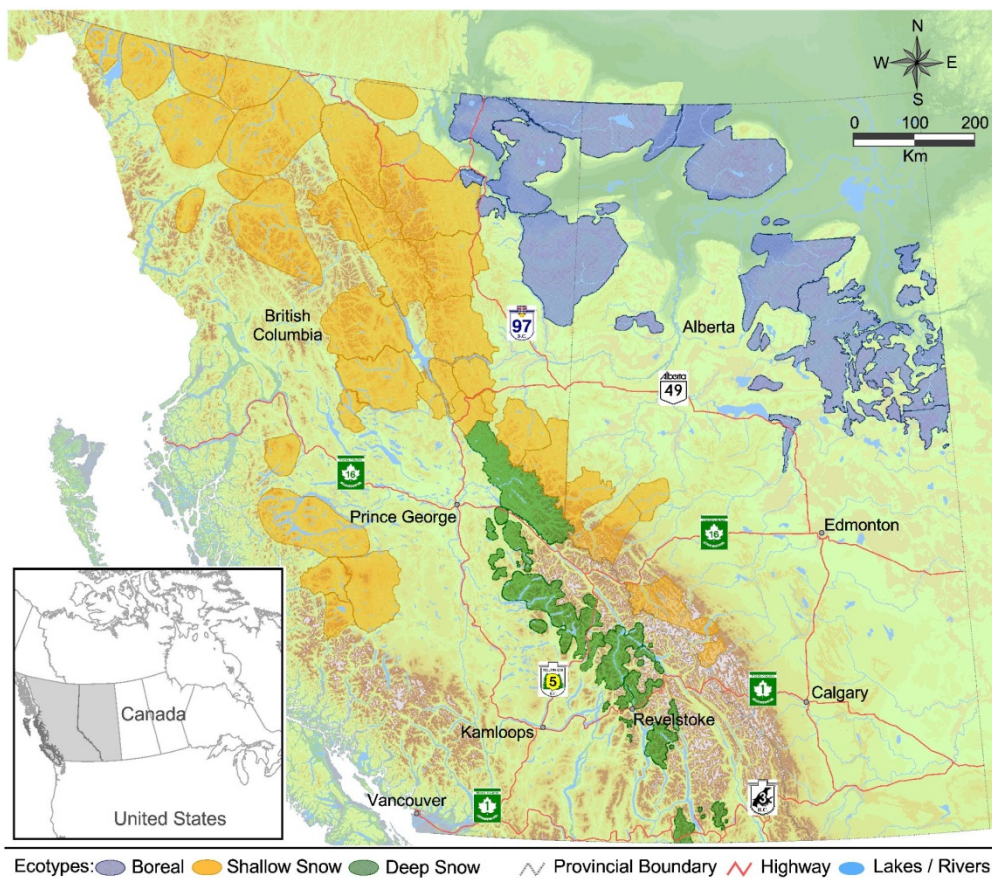 N
W E
S
0 100 200
Km
British
Columbia
97
B.C.
Alberta
Alberta
49
16
Prince George
16
Edmonton
5
1
Calgary
Revelstoke
Kamloops
3
B.C.
Vancouver
1
Canada
United States
Ecotypes: Boreal Shallow Snow Deep Snow Provincial Boundary Highway Lakes / Rivers